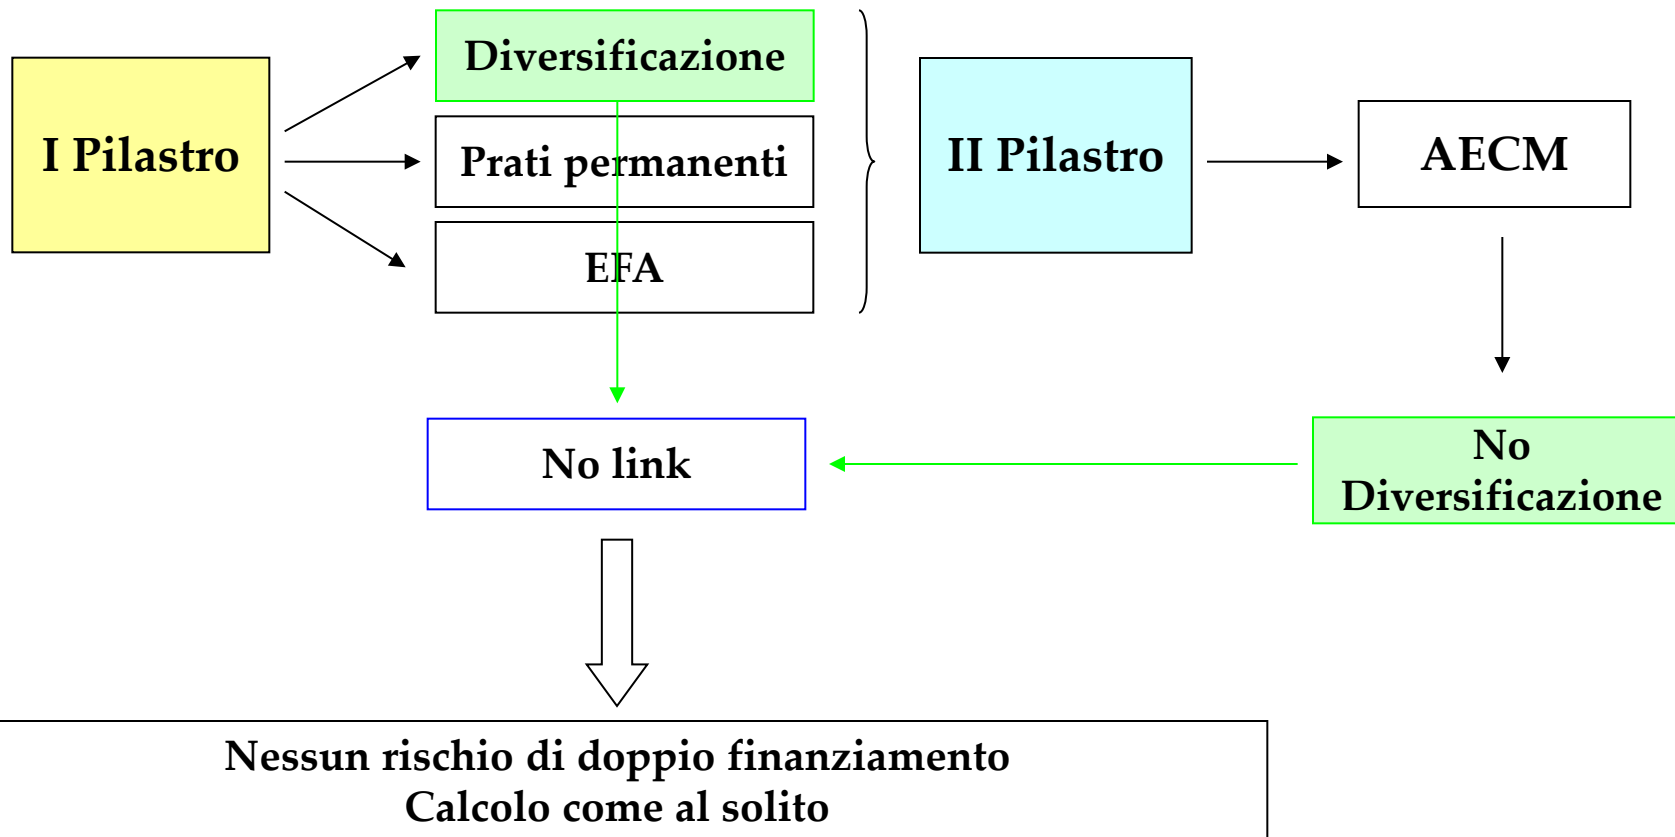 Diversificazione
I Pilastro
Prati permanenti
EFA
II Pilastro
AECM
No link
No
Diversificazione
Nessun rischio di doppio finanziamento
Calcolo come al solito